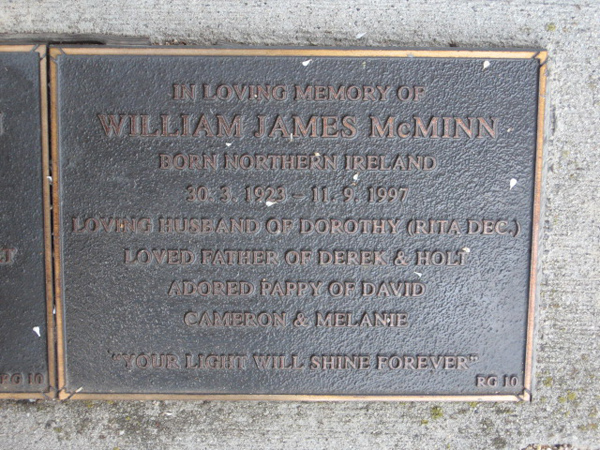 IN LOVING MEMORY OF
WILLIAM JAMES McMINN
BORN NORTHERN IRELAND
30. 3. 1923 – 11. 9. 1997
LOVING HUSBAND OF DOROTHY (RITA DEC.)
LOVED FATHER OF DEREK & HOLT
ADORED PAPPY OF DAVID
CAMERON & MELANIE
"YOUR LIGHT WILL SHINE FOREVER"
RG 10
RG 10